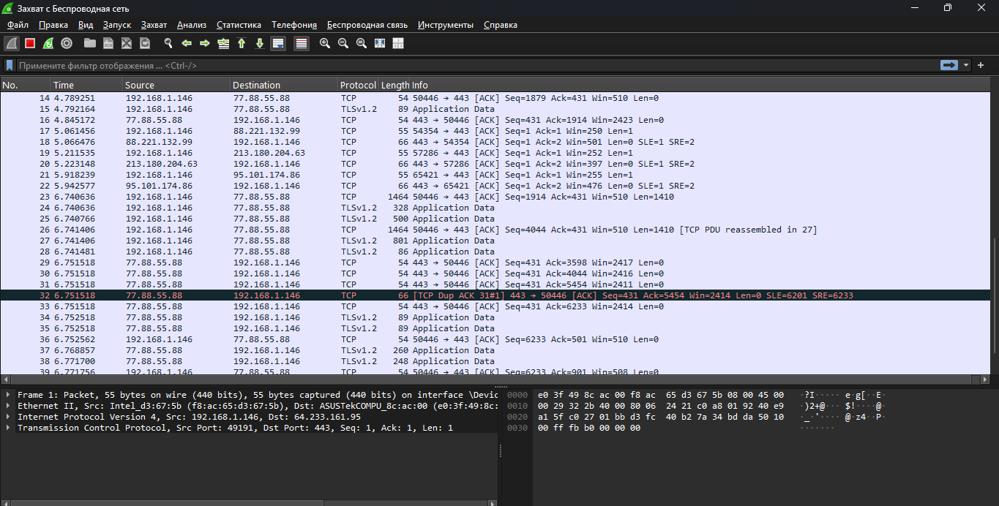 Захват с Беспроводная сеть
Файл Правка Вид Запуск Захват Анализ Статистика Телефония Беспроводная связь Инструменты Справка
Примените фильтр отображения ... <Ctrl-/>
No. Time Source Destination Protocol Length Info
14 4.789251 192.168.1.146 77.88.55.88 TCP 54 50446 → 443 [ACK] Seq=1879 Ack=431 Win=510 Len=0
15 4.792164 192.168.1.146 77.88.55.88 TLSv1.2 89 Application Data
16 4.845172 77.88.55.88 192.168.1.146 TCP 54 443 → 50446 [ACK] Seq=431 Ack=1914 Win=2423 Len=0
17 5.061456 192.168.1.146 88.221.132.99 TCP 55 54354 → 443 [ACK] Seq=1 Ack=1 Win=250 Len=1
18 5.066476 88.221.132.99 192.168.1.146 TCP 66 443 → 54354 [ACK] Seq=1 Ack=2 Win=501 Len=0 SLE=1 SRE=2
19 5.211535 192.168.1.146 213.180.204.63 TCP 55 57286 → 443 [ACK] Seq=1 Ack=1 Win=252 Len=1
20 5.223148 213.180.204.63 192.168.1.146 TCP 66 443 → 57286 [ACK] Seq=1 Ack=2 Win=397 Len=0 SLE=1 SRE=2
21 5.918239 192.168.1.146 95.101.174.86 TCP 55 65421 → 443 [ACK] Seq=1 Ack=1 Win=255 Len=1
22 5.942577 95.101.174.86 192.168.1.146 TCP 66 443 → 65421 [ACK] Seq=1 Ack=2 Win=476 Len=0 SLE=1 SRE=2
23 6.740636 192.168.1.146 77.88.55.88 TCP 1464 50446 → 443 [ACK] Seq=1914 Ack=431 Win=510 Len=1410
24 6.740636 192.168.1.146 77.88.55.88 TLSv1.2 328 Application Data
25 6.740766 192.168.1.146 77.88.55.88 TLSv1.2 500 Application Data
26 6.741406 192.168.1.146 77.88.55.88 TCP 1464 50446 → 443 [ACK] Seq=4044 Ack=431 Win=510 Len=1410 [TCP PDU reassembled in 27]
27 6.741406 192.168.1.146 77.88.55.88 TLSv1.2 801 Application Data
28 6.741481 192.168.1.146 77.88.55.88 TLSv1.2 86 Application Data
29 6.751518 77.88.55.88 192.168.1.146 TCP 54 443 → 50446 [ACK] Seq=431 Ack=3598 Win=2417 Len=0
30 6.751518 77.88.55.88 192.168.1.146 TCP 54 443 → 50446 [ACK] Seq=431 Ack=4044 Win=2416 Len=0
31 6.751518 77.88.55.88 192.168.1.146 TCP 54 443 → 50446 [ACK] Seq=431 Ack=5454 Win=2411 Len=0
32 6.751518 77.88.55.88 192.168.1.146 TCP 66 [TCP Dup ACK 31#1] 443 → 50446 [ACK] Seq=431 Ack=5454 Win=2414 Len=0 SLE=6201 SRE=6233
33 6.751518 77.88.55.88 192.168.1.146 TCP 54 443 → 50446 [ACK] Seq=431 Ack=6233 Win=2414 Len=0
34 6.752518 77.88.55.88 192.168.1.146 TLSv1.2 89 Application Data
35 6.752518 77.88.55.88 192.168.1.146 TLSv1.2 89 Application Data
36 6.752562 192.168.1.146 77.88.55.88 TCP 54 50446 → 443 [ACK] Seq=6233 Ack=501 Win=510 Len=0
37 6.768857 77.88.55.88 192.168.1.146 TLSv1.2 260 Application Data
38 6.771700 77.88.55.88 192.168.1.146 TLSv1.2 248 Application Data
39 6.771756 192.168.1.146 77.88.55.88 TCP 54 50446 → 443 [ACK] Seq=6233 Ack=901 Win=508 Len=0
Frame 1: Packet, 55 bytes on wire (440 bits), 55 bytes captured (440 bits) on interface \Devic
Ethernet II, Src: Intel_d3:67:5b (f8:ac:65:d3:67:5b), Dst: ASUSTekCOMPU_8c:ac:00 (e0:3f:49:8c:
Internet Protocol Version 4, Src: 192.168.1.146, Dst: 64.233.161.95
Transmission Control Protocol, Src Port: 49191, Dst Port: 443, Seq: 1, Ack: 1, Len: 1
0000 e0 3f 49 8c ac 00 f8 ac 65 d3 67 5b 08 00 45 00 ·?I····· e·g[··E·
0010 00 29 32 2b 40 00 80 06 24 21 c0 a8 01 92 40 e9 ·)2+@··· $!····@·
0020 a1 5f c0 27 01 bb d3 fc 40 b2 7a 34 bd da 50 10 ·_·'···· @·z4··P·
0030 00 ff fb b0 00 00 00 ·······